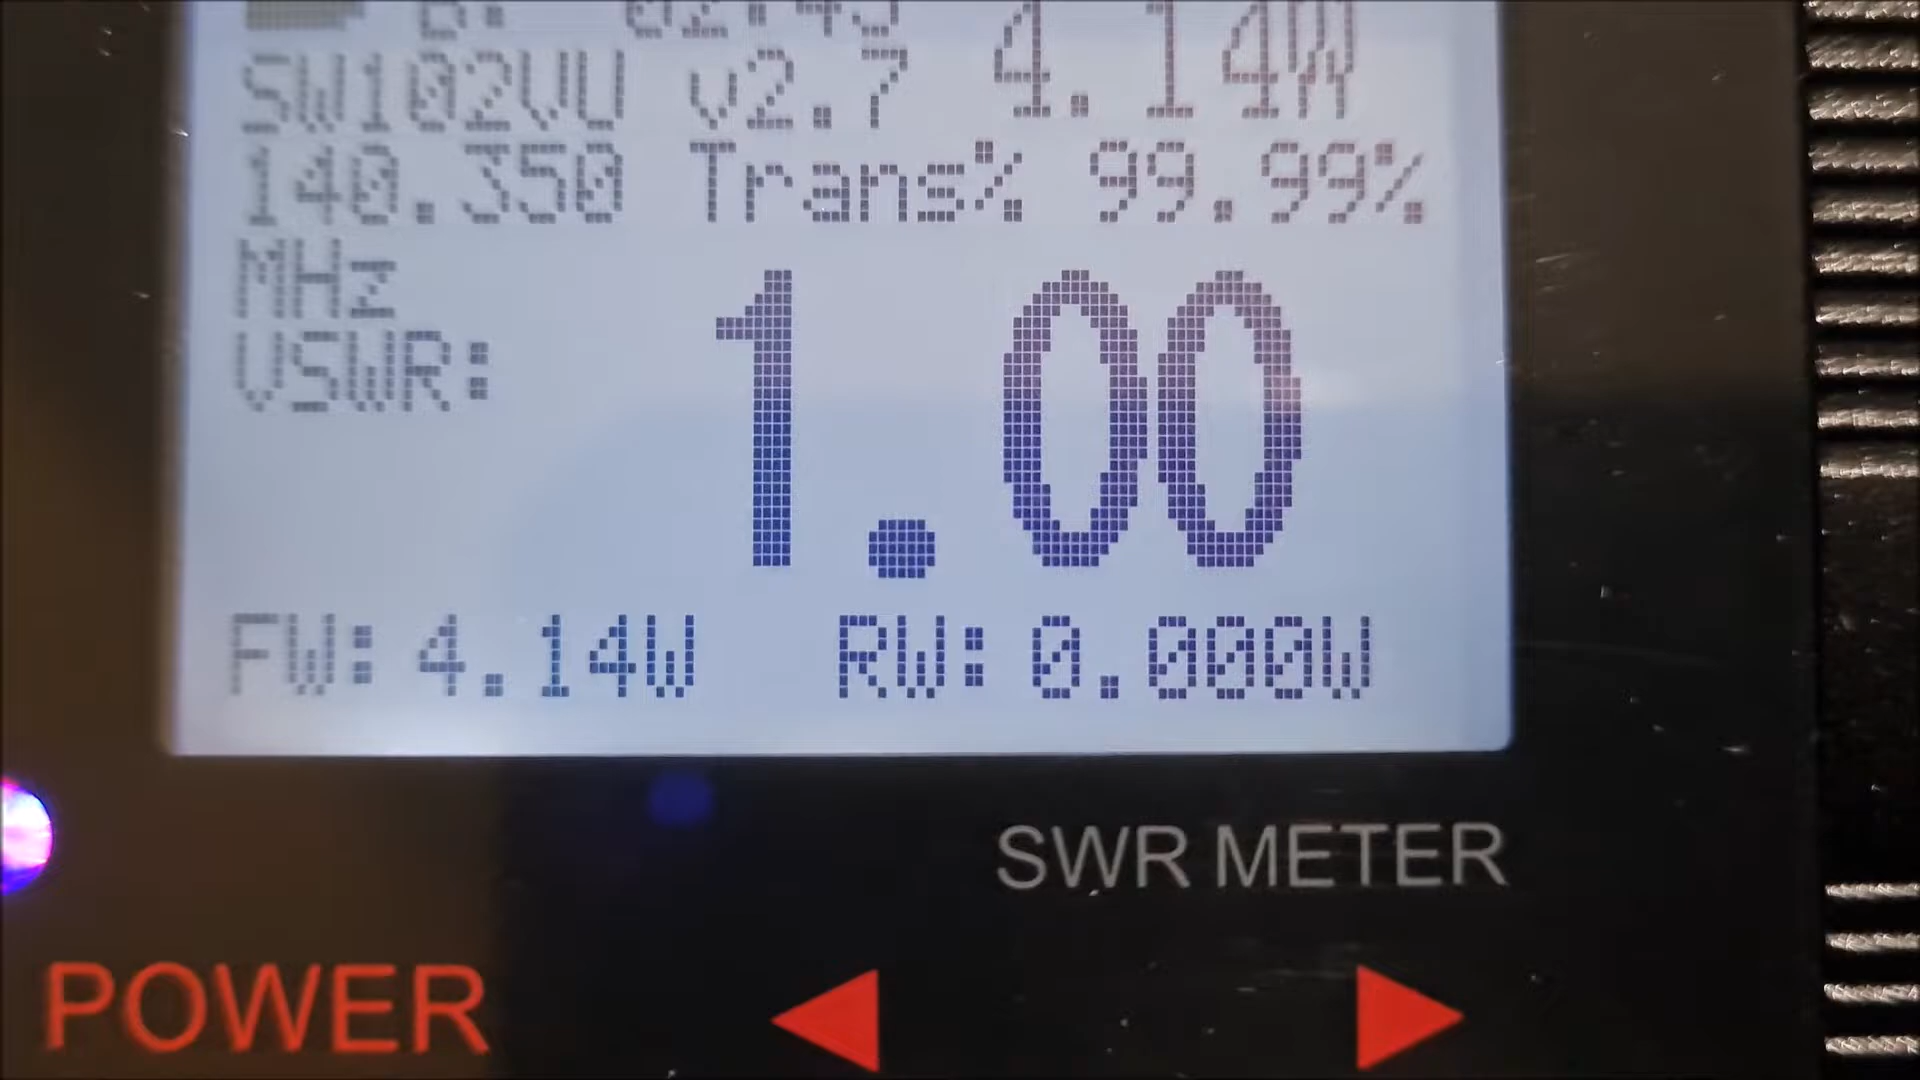 4.14W
SW102VU v2.7
140.350 Trans% 99.99%
MHz
VSWR:
1.00
FW: 4.14W RW: 0.000W
SWR METER
POWER